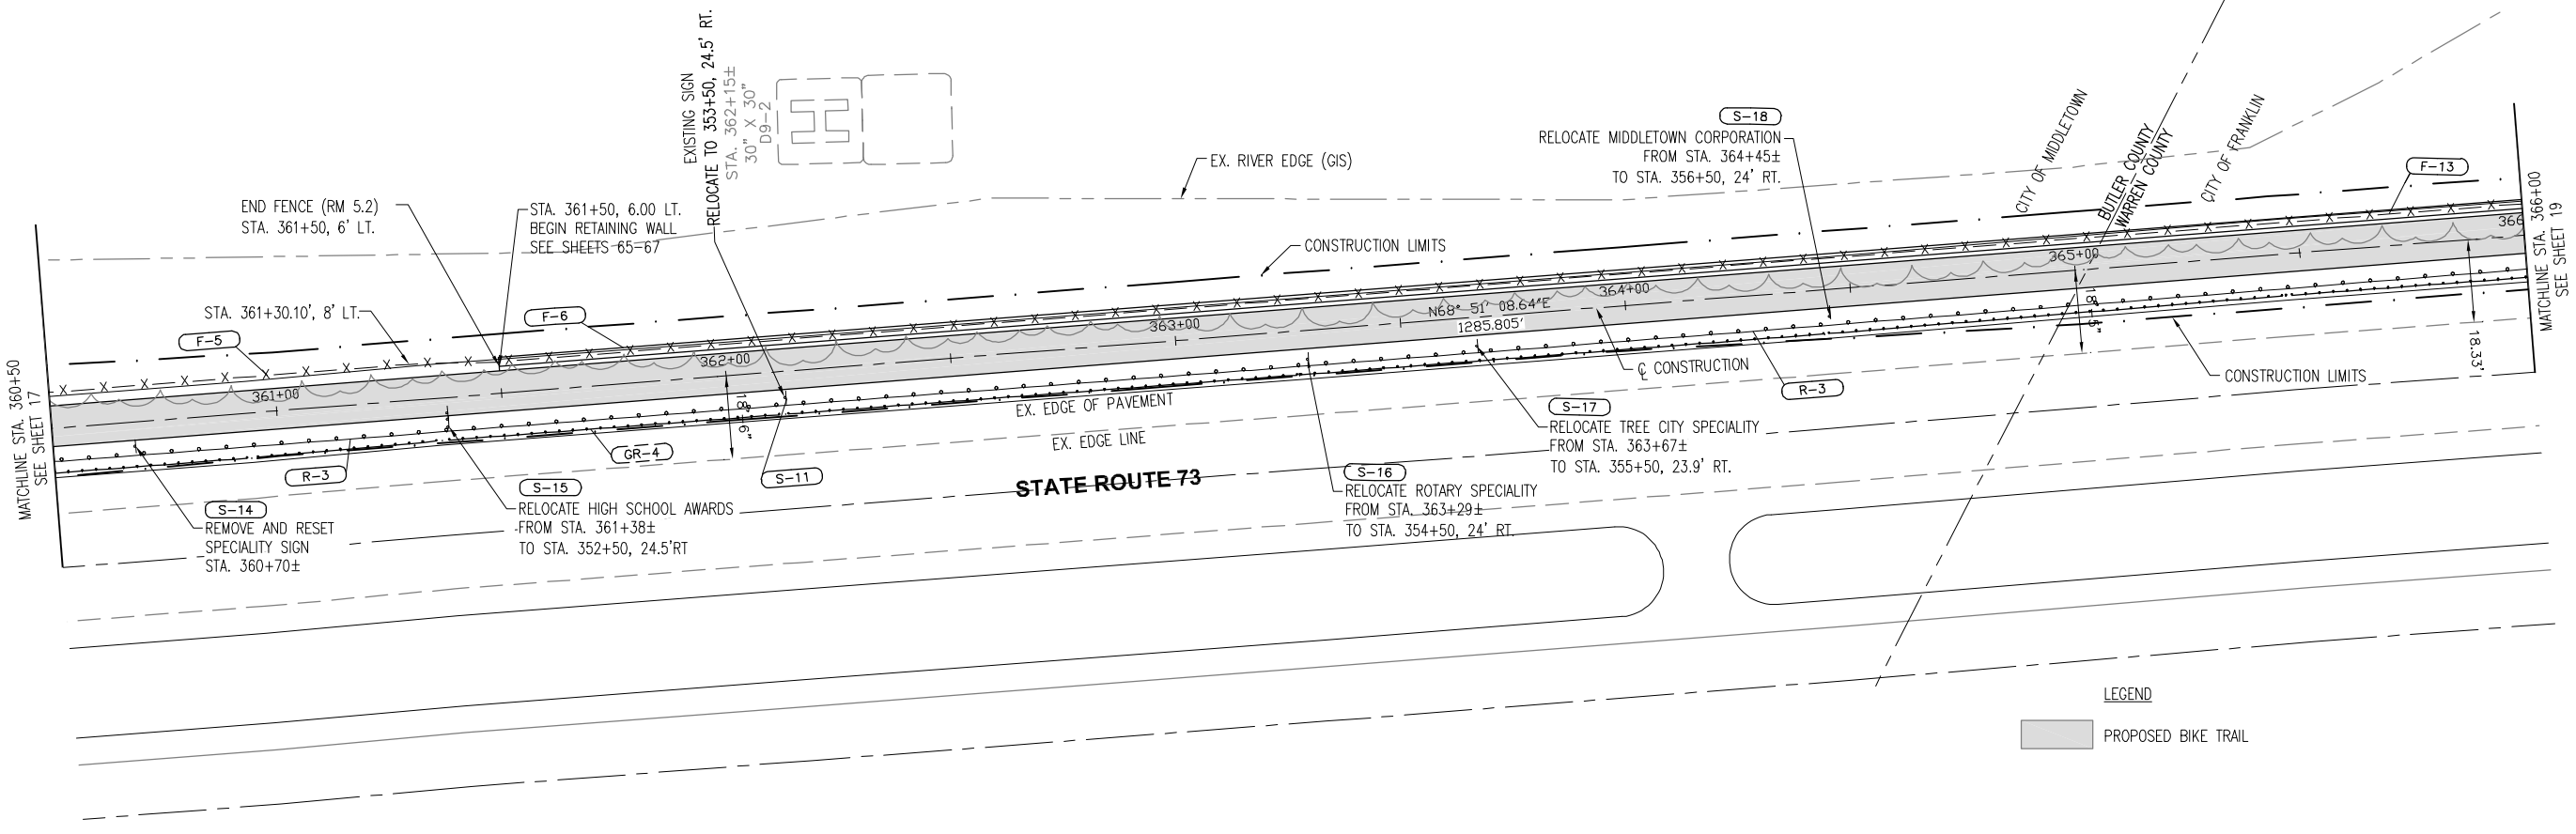 MATCHLINE STA. 360+50
SEE SHEET 17
END FENCE (RM 5.2)
STA. 361+50, 6' LT.
STA. 361+30.10', 8' LT.
F-5
F-6
STA. 361+50, 6.00 LT.
BEGIN RETAINING WALL
SEE SHEETS 65-67
EXISTING SIGN
RELOCATE TO 353+50, 24.5' RT.
STA. 362+15±
30" X 30"
D9-2
H
EX. RIVER EDGE (GIS)
CONSTRUCTION LIMITS
S-18
RELOCATE MIDDLETOWN CORPORATION
FROM STA. 364+45±
TO STA. 356+50, 24' RT.
CITY OF MIDDLETOWN
BUTLER COUNTY
WARREN COUNTY
CITY OF FRANKLIN
F-13
MATCHLINE STA. 366+00
SEE SHEET 19
361+00
362+00
363+00
364+00
365+00
366
N68° 51' 08.64"E
1285.805'
18'-6"
18'-5"
18.33'
℄ CONSTRUCTION
R-3
CONSTRUCTION LIMITS
EX. EDGE OF PAVEMENT
EX. EDGE LINE
STATE ROUTE 73
R-3
GR-4
S-11
S-14
REMOVE AND RESET
SPECIALITY SIGN
STA. 360+70±
S-15
RELOCATE HIGH SCHOOL AWARDS
FROM STA. 361+38±
TO STA. 352+50, 24.5'RT
S-16
RELOCATE ROTARY SPECIALITY
FROM STA. 363+29±
TO STA. 354+50, 24' RT.
S-17
RELOCATE TREE CITY SPECIALITY
FROM STA. 363+67±
TO STA. 355+50, 23.9' RT.
LEGEND
PROPOSED BIKE TRAIL